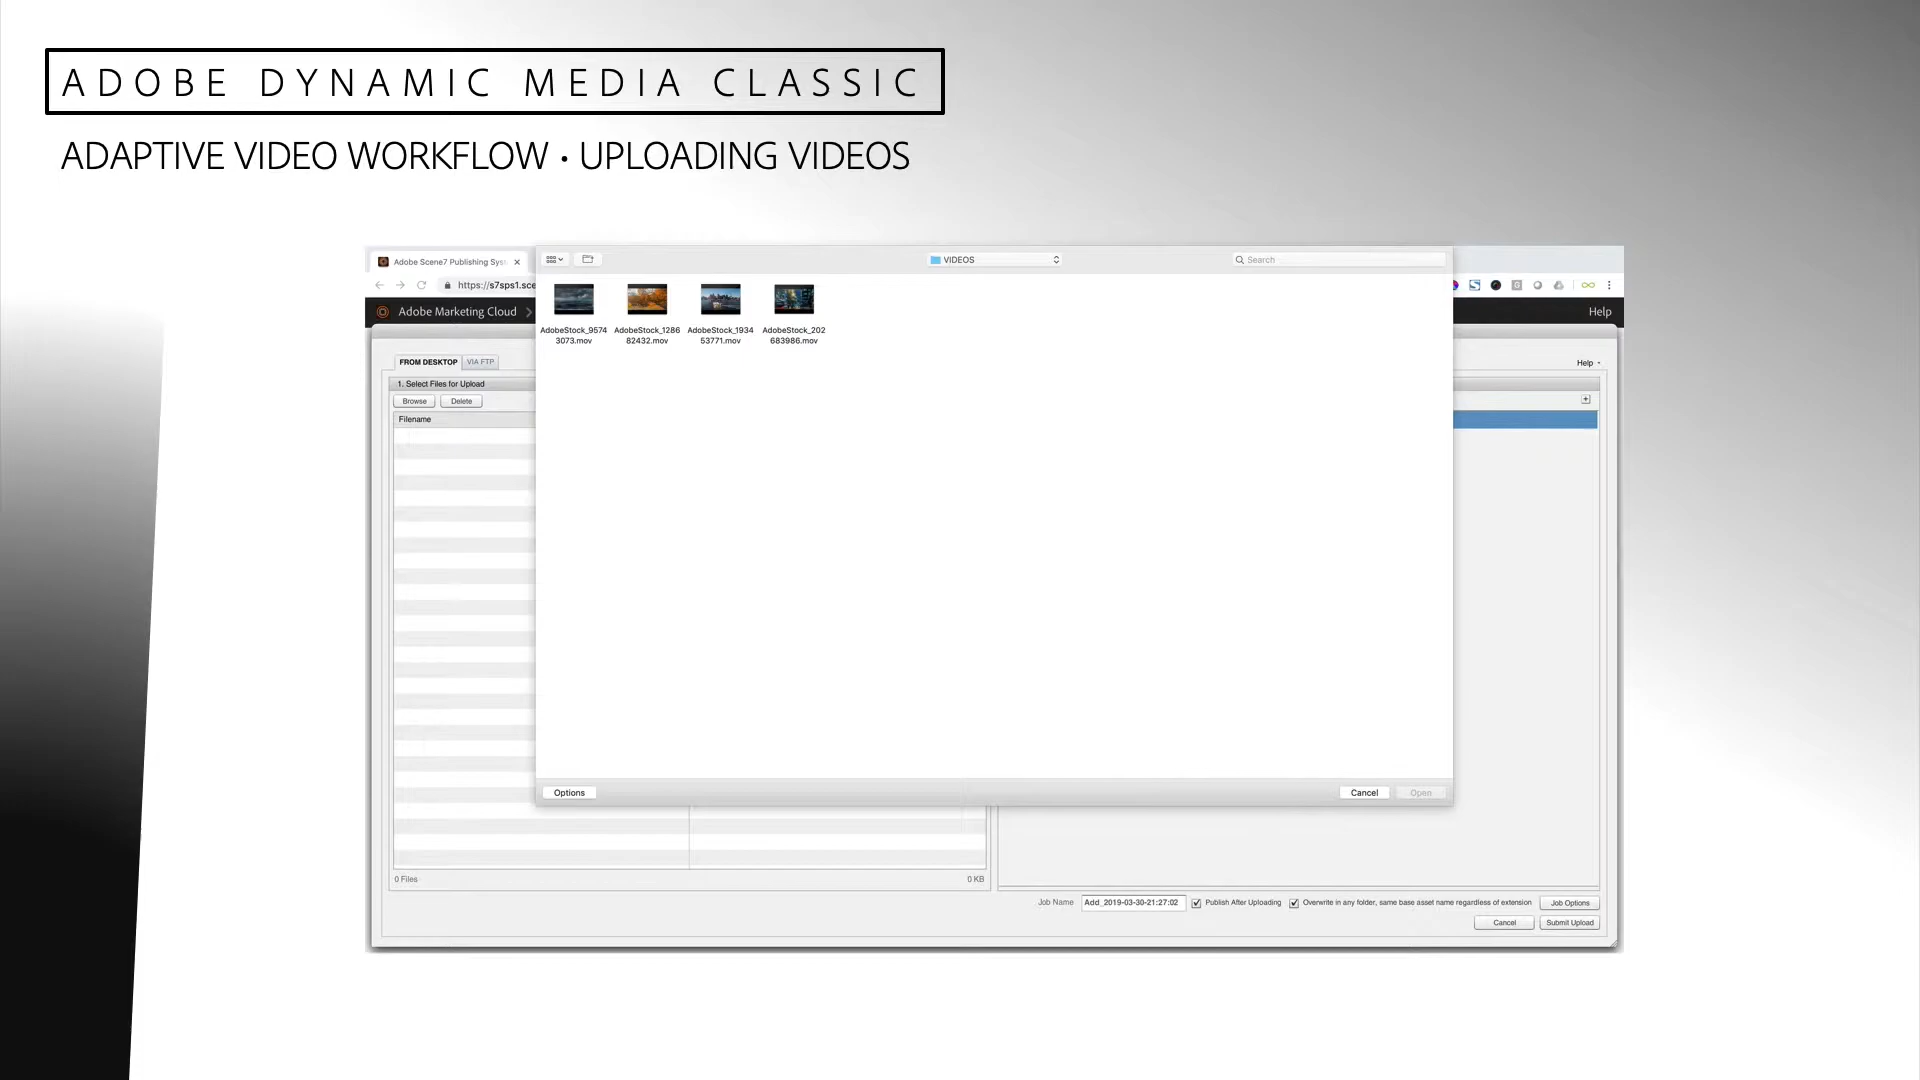 ADOBE DYNAMIC MEDIA CLASSIC
ADAPTIVE VIDEO WORKFLOW • UPLOADING VIDEOS
Adobe Scene7 Publishing Sys
VIDEOS
Search
https://s7sps1.sce
Adobe Marketing Cloud
Help
AdobeStock_9574
3073.mov
AdobeStock_1286
82432.mov
AdobeStock_1934
53771.mov
AdobeStock_202
683986.mov
FROM DESKTOP
VIA FTP
Help
1. Select Files for Upload
Browse
Delete
Filename
Options
Cancel
Open
0 Files
0 KB
Job Name
Add_2019-03-30-21:27:02
Publish After Uploading
Overwrite in any folder, same base asset name regardless of extension
Job Options
Cancel
Submit Upload